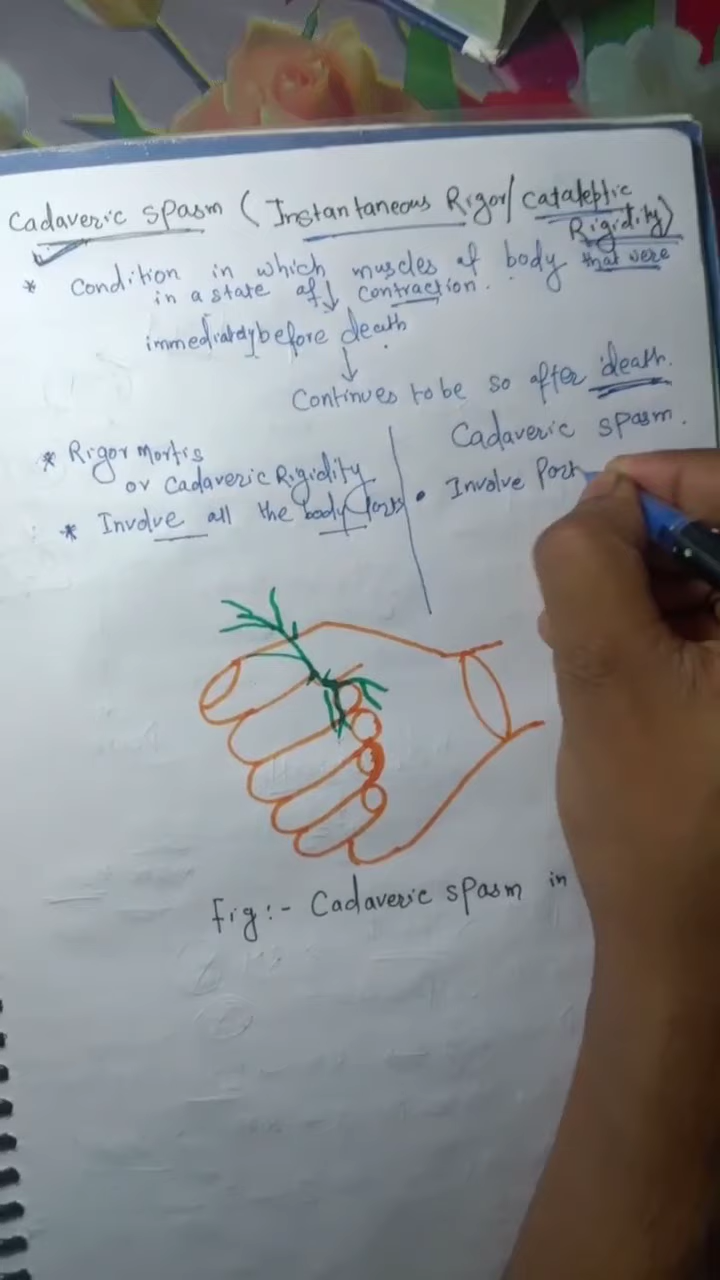 Cadaveric spasm (Instantaneous Rigor/ Cataleptic
Rigidity)
* Condition in which muscles of body that were
in a state of contraction.
immediately before death
Continues to be so after death.
* Rigor Mortis
or Cadaveric Rigidity
* Involve all the body parts
Cadaveric spasm.
• Involve Part
Fig:- Cadaveric spasm in